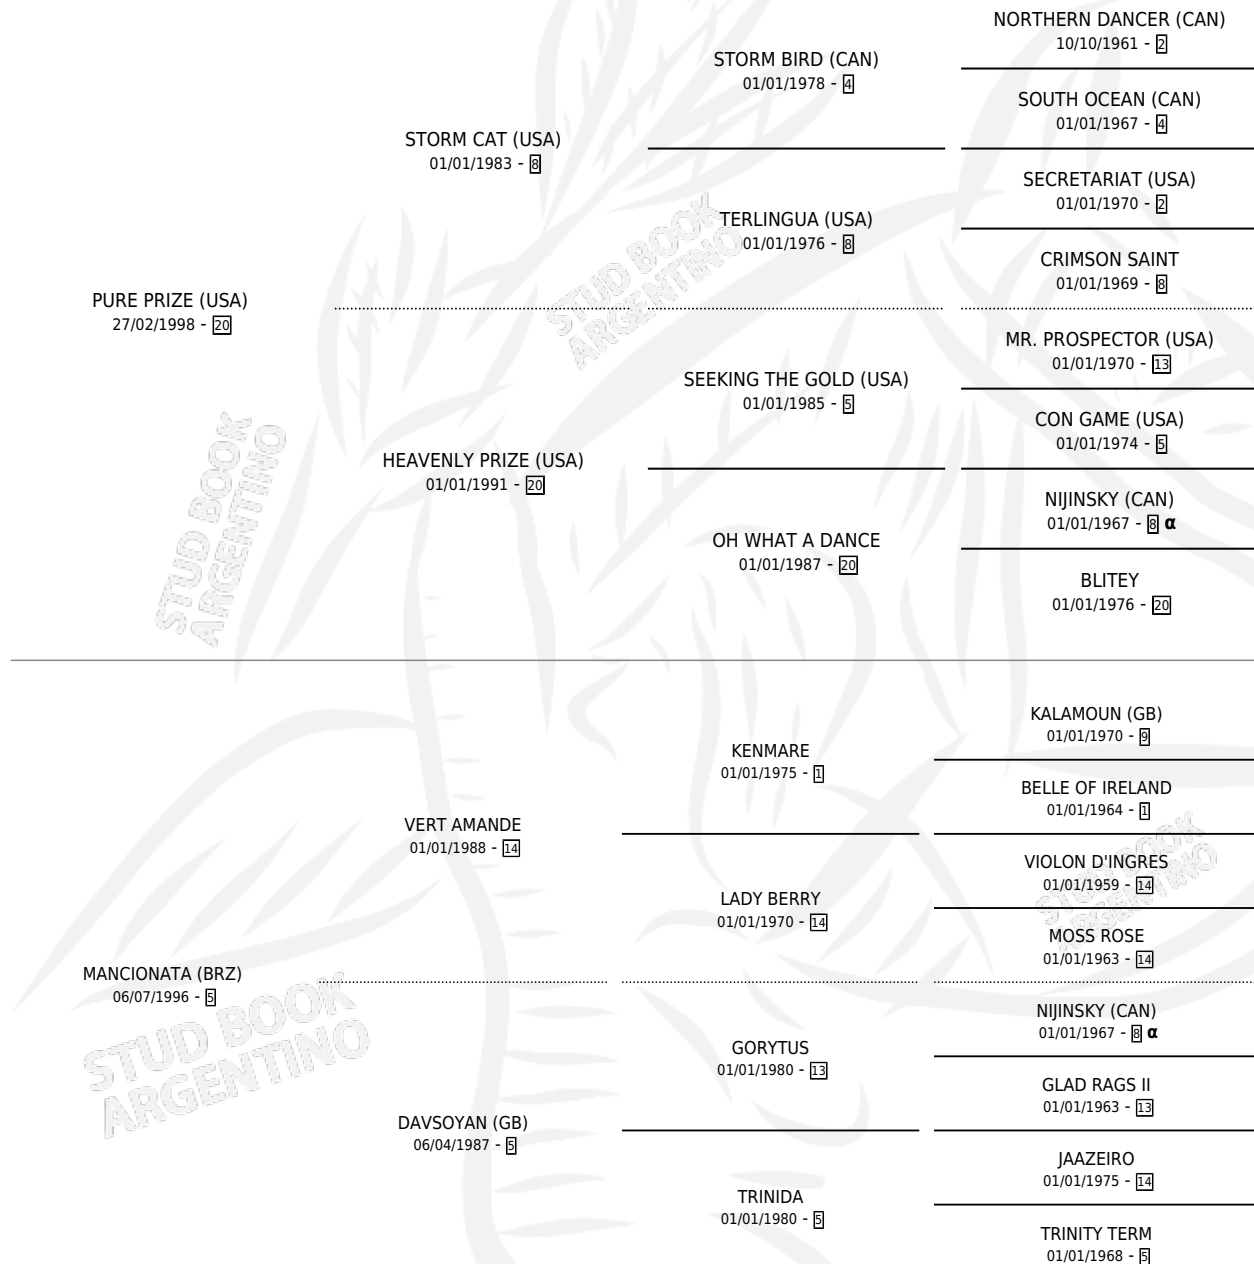 NORTHERN DANCER (CAN)
10/10/1961 - 2
STORM BIRD (CAN)
01/01/1978 - 4
SOUTH OCEAN (CAN)
01/01/1967 - 4
STORM CAT (USA)
01/01/1983 - 8
SECRETARIAT (USA)
01/01/1970 - 2
TERLINGUA (USA)
01/01/1976 - 8
CRIMSON SAINT
01/01/1969 - 8
PURE PRIZE (USA)
27/02/1998 - 20
MR. PROSPECTOR (USA)
01/01/1970 - 13
SEEKING THE GOLD (USA)
01/01/1985 - 5
CON GAME (USA)
01/01/1974 - 5
HEAVENLY PRIZE (USA)
01/01/1991 - 20
NIJINSKY (CAN)
01/01/1967 - 8 α
OH WHAT A DANCE
01/01/1987 - 20
BLITEY
01/01/1976 - 20
KALAMOUN (GB)
01/01/1970 - 9
KENMARE
01/01/1975 - 1
BELLE OF IRELAND
01/01/1964 - 1
VERT AMANDE
01/01/1988 - 14
VIOLON D'INGRES
01/01/1959 - 14
LADY BERRY
01/01/1970 - 14
MOSS ROSE
01/01/1963 - 14
MANCIONATA (BRZ)
06/07/1996 - 5
NIJINSKY (CAN)
01/01/1967 - 8 α
GORYTUS
01/01/1980 - 13
GLAD RAGS II
01/01/1963 - 13
DAVSOYAN (GB)
06/04/1987 - 5
JAAZEIRO
01/01/1975 - 14
TRINIDA
01/01/1980 - 5
TRINITY TERM
01/01/1968 - 5
STUD BOOK
ARGENTINO
STUD BOOK
ARGENTINO
STUD BOOK
ARGENTINO
STUD BOOK
ARGENTINO